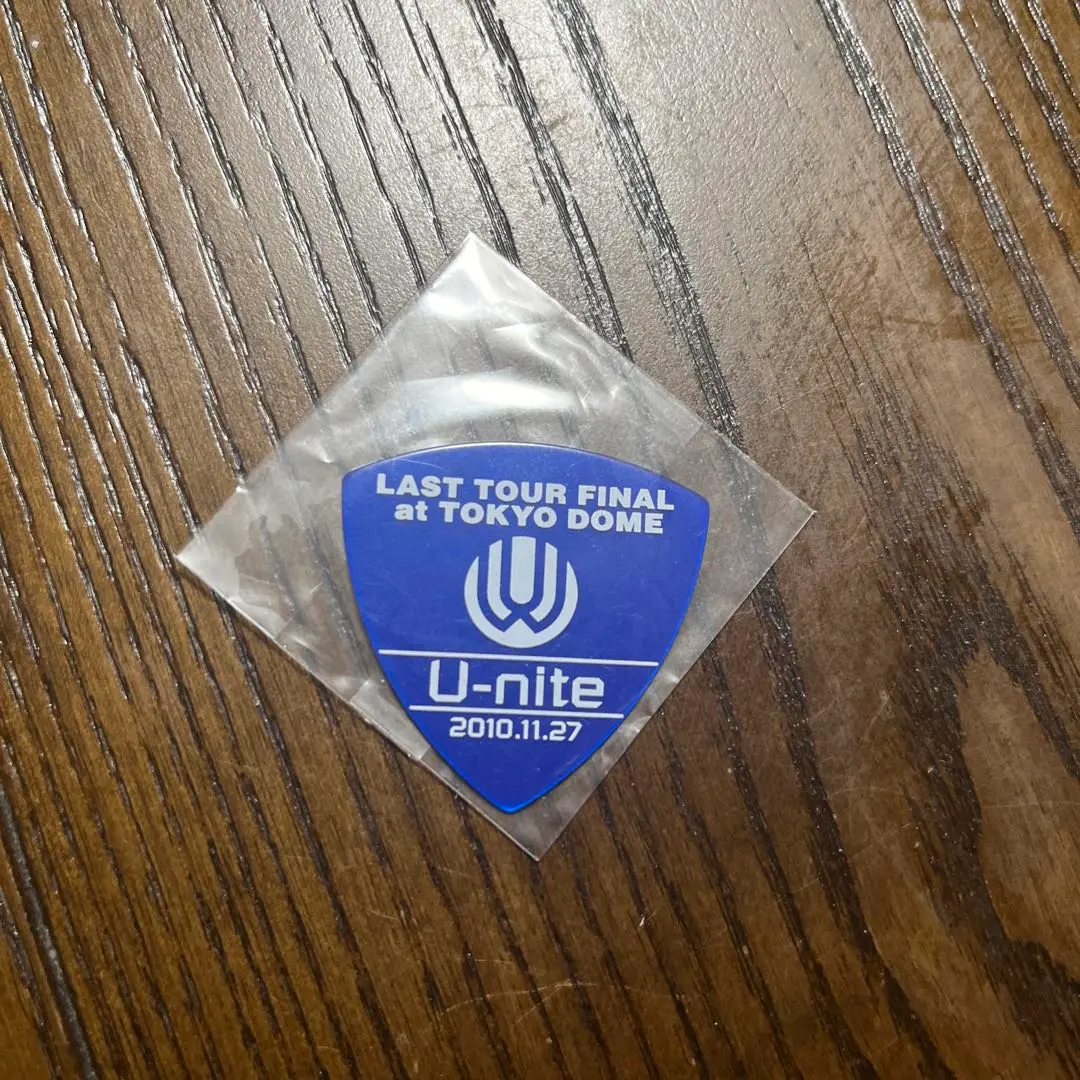 LAST TOUR FINAL
at TOKYO DOME
U-nite
2010.11.27